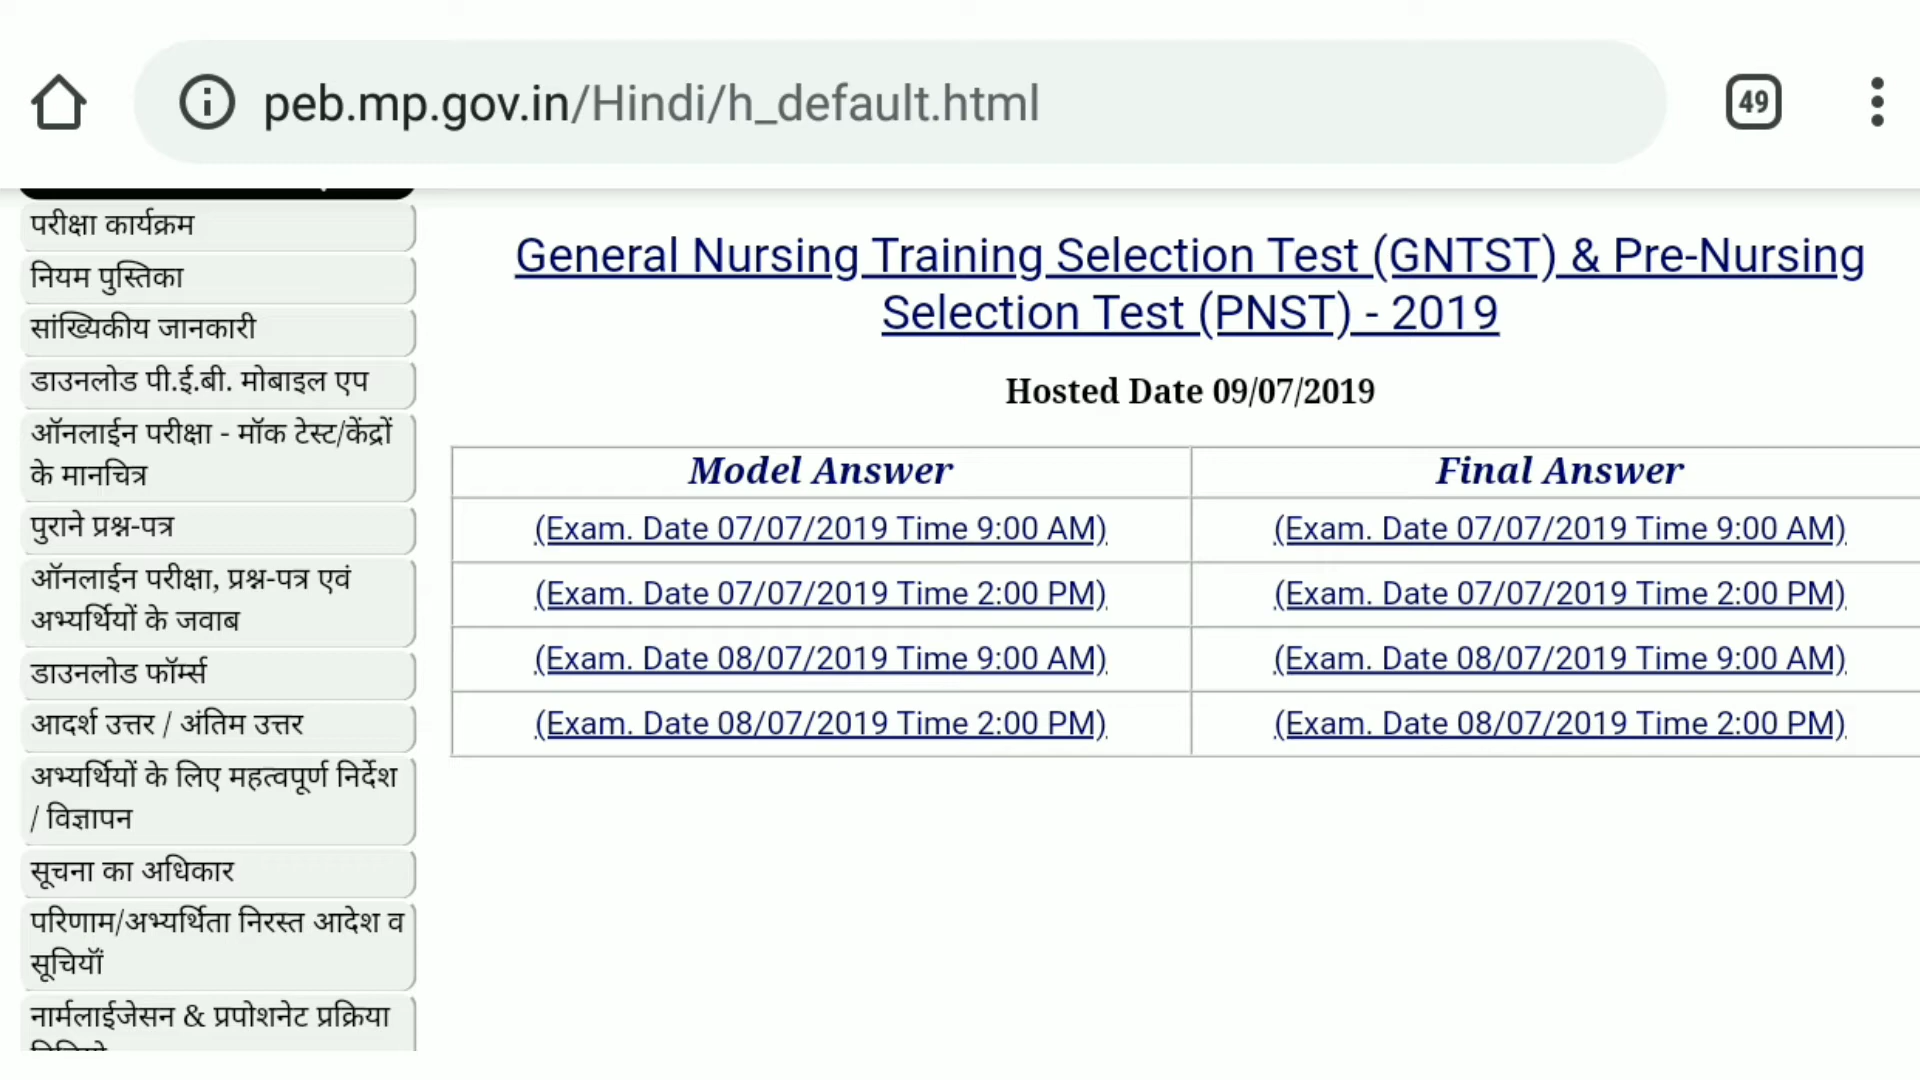 peb.mp.gov.in/Hindi/h_default.html
49
परीक्षा कार्यक्रम
नियम पुस्तिका
सांख्यिकीय जानकारी
डाउनलोड पी.ई.बी. मोबाइल एप
ऑनलाईन परीक्षा - मॉक टेस्ट/केंद्रों
के मानचित्र
पुराने प्रश्न-पत्र
ऑनलाईन परीक्षा, प्रश्न-पत्र एवं
अभ्यर्थियों के जवाब
डाउनलोड फॉर्म्स
आदर्श उत्तर / अंतिम उत्तर
अभ्यर्थियों के लिए महत्वपूर्ण निर्देश
/ विज्ञापन
सूचना का अधिकार
परिणाम/अभ्यर्थिता निरस्त आदेश व
सूचियाँ
नार्मलाईजेसन & प्रपोशनेट प्रक्रिया
General Nursing Training Selection Test (GNTST) & Pre-Nursing
Selection Test (PNST) - 2019
Hosted Date 09/07/2019
Model Answer Final Answer
(Exam. Date 07/07/2019 Time 9:00 AM) (Exam. Date 07/07/2019 Time 9:00 AM)
(Exam. Date 07/07/2019 Time 2:00 PM) (Exam. Date 07/07/2019 Time 2:00 PM)
(Exam. Date 08/07/2019 Time 9:00 AM) (Exam. Date 08/07/2019 Time 9:00 AM)
(Exam. Date 08/07/2019 Time 2:00 PM) (Exam. Date 08/07/2019 Time 2:00 PM)